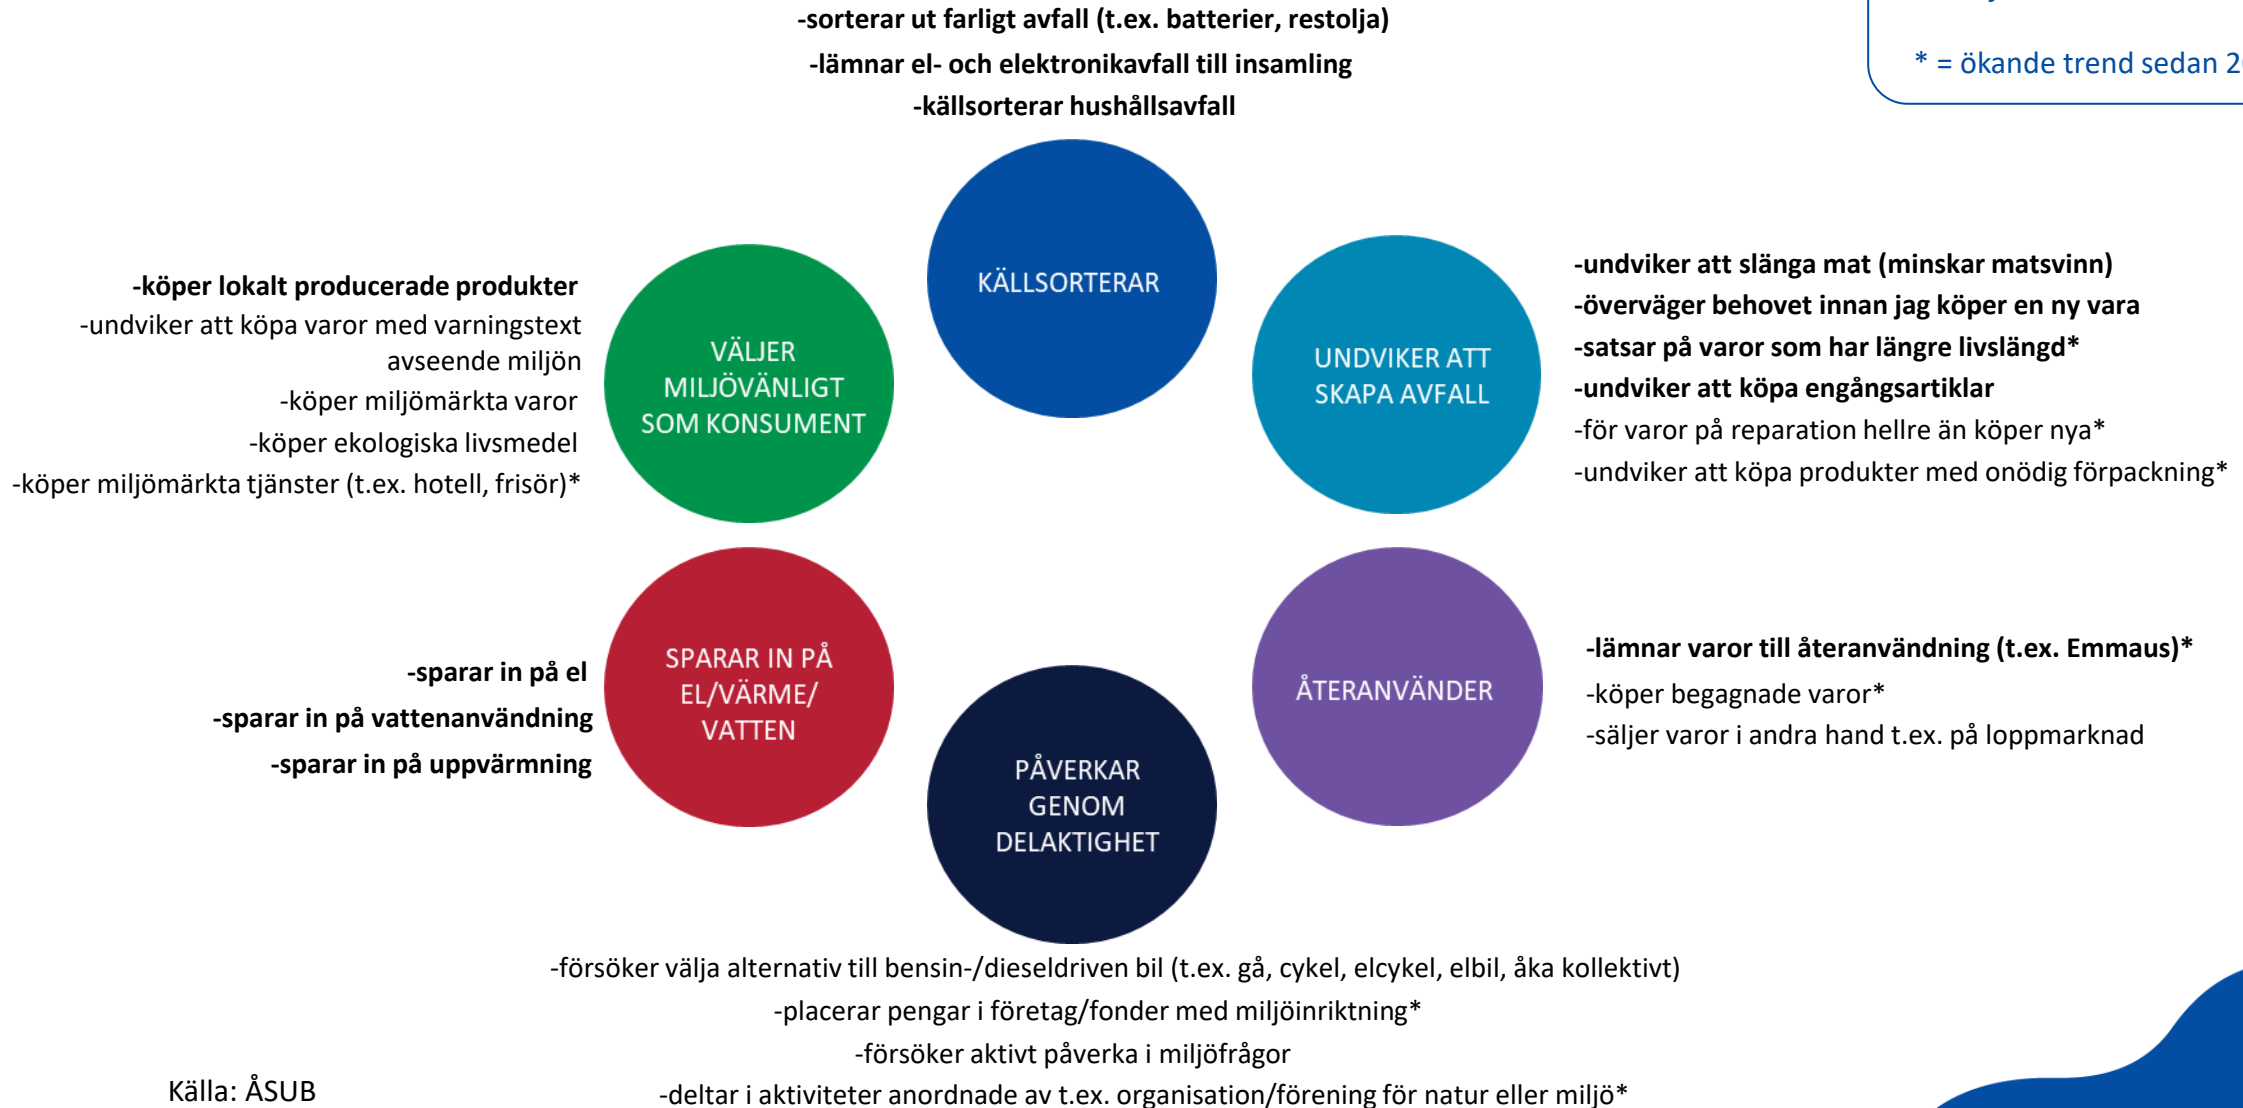 -sorterar ut farligt avfall (t.ex. batterier, restolja)
-lämnar el- och elektronikavfall till insamling
-källsorterar hushållsavfall
* = ökande trend sedan
KÄLLSORTERAR
-köper lokalt producerade produkter
-undviker att köpa varor med varningstext
avseende miljön
-köper miljömärkta varor
-köper ekologiska livsmedel
-köper miljömärkta tjänster (t.ex. hotell, frisör)*
VÄLJER
MILJÖVÄNLIGT
SOM KONSUMENT
UNDVIKER ATT
SKAPA AVFALL
-undviker att slänga mat (minskar matsvinn)
-överväger behovet innan jag köper en ny vara
-satsar på varor som har längre livslängd*
-undviker att köpa engångsartiklar
-för varor på reparation hellre än köper nya*
-undviker att köpa produkter med onödig förpackning*
-sparar in på el
-sparar in på vattenanvändning
-sparar in på uppvärmning
SPARAR IN PÅ
EL/VÄRME/
VATTEN
ÅTERANVÄNDER
-lämnar varor till återanvändning (t.ex. Emmaus)*
-köper begagnade varor*
-säljer varor i andra hand t.ex. på loppmarknad
PÅVERKAR
GENOM
DELAKTIGHET
-försöker välja alternativ till bensin-/dieseldriven bil (t.ex. gå, cykel, elcykel, elbil, åka kollektivt)
-placerar pengar i företag/fonder med miljöinriktning*
-försöker aktivt påverka i miljöfrågor
-deltar i aktiviteter anordnade av t.ex. organisation/förening för natur eller miljö*
Källa: ÅSUB